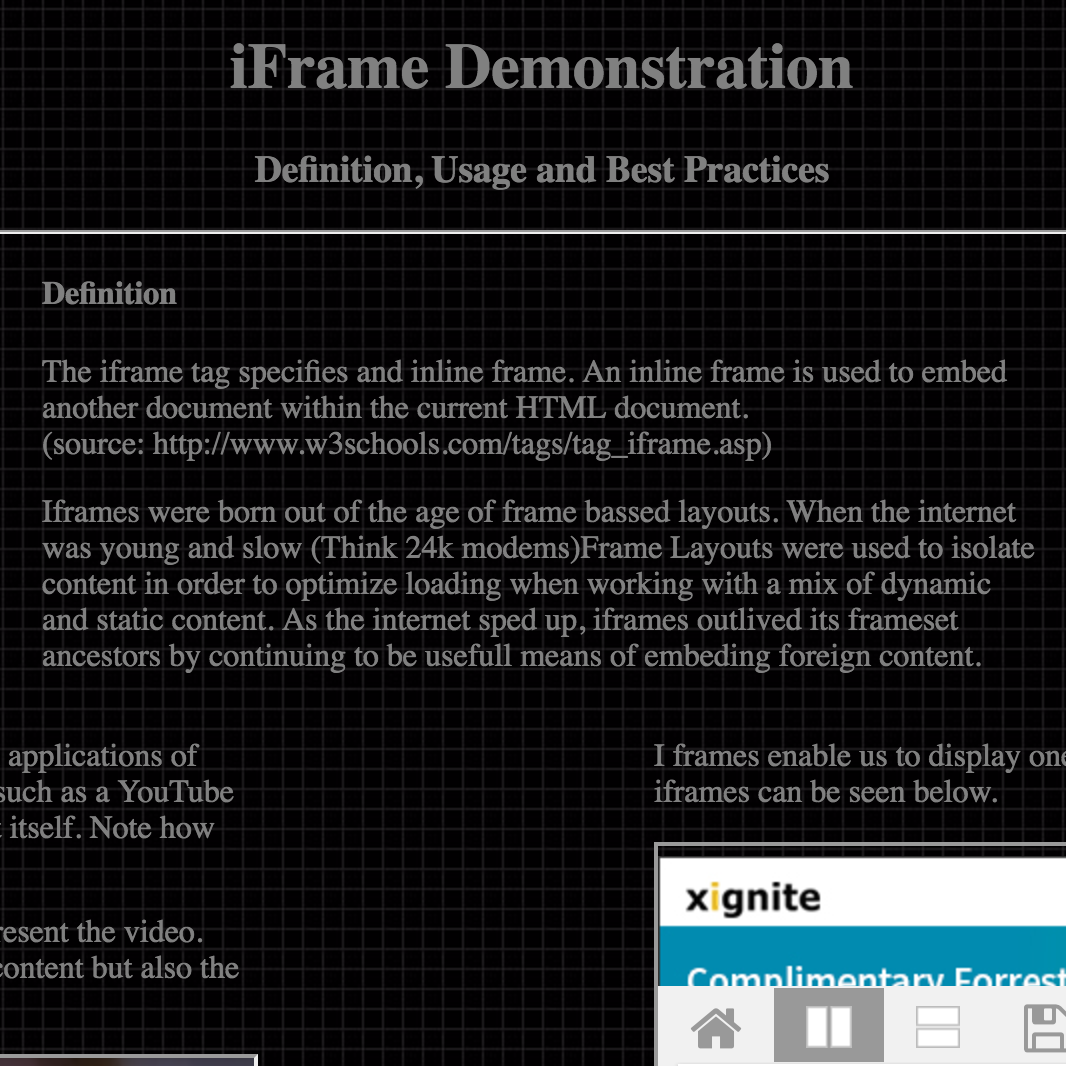 iFrame Demonstration
Definition, Usage and Best Practices
Definition
The iframe tag specifies and inline frame. An inline frame is used to embed
another document within the current HTML document.
(source: http://www.w3schools.com/tags/tag_iframe.asp)
Iframes were born out of the age of frame bassed layouts. When the internet
was young and slow (Think 24k modems)Frame Layouts were used to isolate
content in order to optimize loading when working with a mix of dynamic
and static content. As the internet sped up, iframes outlived its frameset
ancestors by continuing to be usefull means of embeding foreign content.
applications of
such as a YouTube
itself. Note how
resent the video.
content but also the
I frames enable us to display one
iframes can be seen below.
xignite
Complimentary Forrest